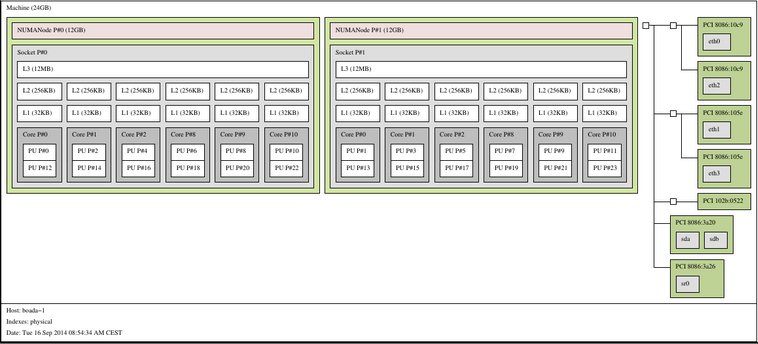 Machine (24GB)
NUMANode P#0 (12GB)
Socket P#0
L3 (12MB)
L2 (256KB) L2 (256KB) L2 (256KB) L2 (256KB) L2 (256KB) L2 (256KB)
L1 (32KB) L1 (32KB) L1 (32KB) L1 (32KB) L1 (32KB) L1 (32KB)
Core P#0 Core P#1 Core P#2 Core P#8 Core P#9 Core P#10
PU P#0 PU P#2 PU P#4 PU P#6 PU P#8 PU P#10
PU P#12 PU P#14 PU P#16 PU P#18 PU P#20 PU P#22
NUMANode P#1 (12GB)
Socket P#1
L3 (12MB)
L2 (256KB) L2 (256KB) L2 (256KB) L2 (256KB) L2 (256KB) L2 (256KB)
L1 (32KB) L1 (32KB) L1 (32KB) L1 (32KB) L1 (32KB) L1 (32KB)
Core P#0 Core P#1 Core P#2 Core P#8 Core P#9 Core P#10
PU P#1 PU P#3 PU P#5 PU P#7 PU P#9 PU P#11
PU P#13 PU P#15 PU P#17 PU P#19 PU P#21 PU P#23
PCI 8086:10c9
eth0
PCI 8086:10c9
eth2
PCI 8086:105e
eth1
PCI 8086:105e
eth3
PCI 102b:0522
PCI 8086:3a20
sda sdb
PCI 8086:3a26
sr0
Host: boada-1
Indexes: physical
Date: Tue 16 Sep 2014 08:54:34 AM CEST